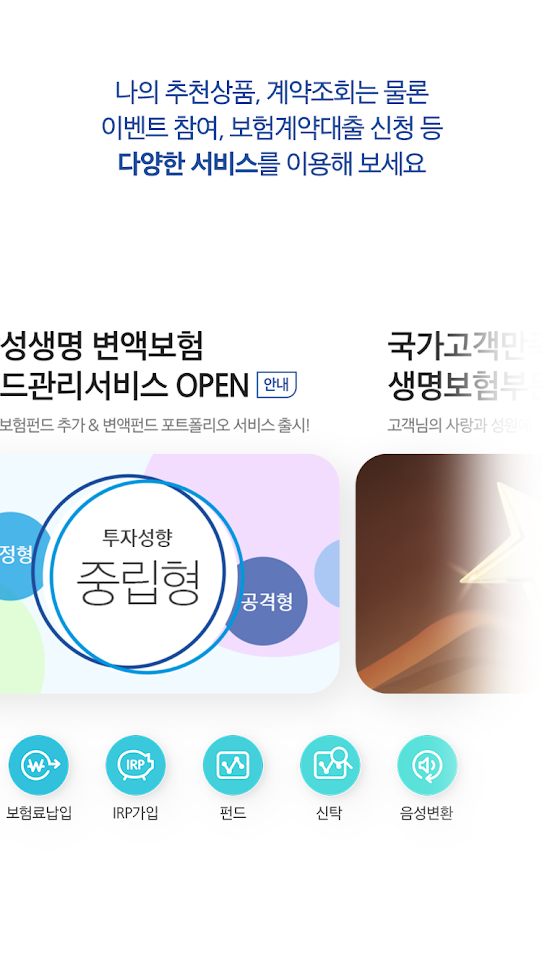 나의 추천상품, 계약조회는 물론
이벤트 참여, 보험계약대출 신청 등
다양한 서비스를 이용해 보세요
성생명 변액보험
드관리서비스 OPEN 안내
보험펀드 추가 & 변액펀드 포트폴리오 서비스 출시!
국가고객만
생명보험부
고객님의 사랑과 성원에
정형
투자성향
중립형
공격형
IRP
보험료납입
IRP가입
펀드
신탁
음성변환